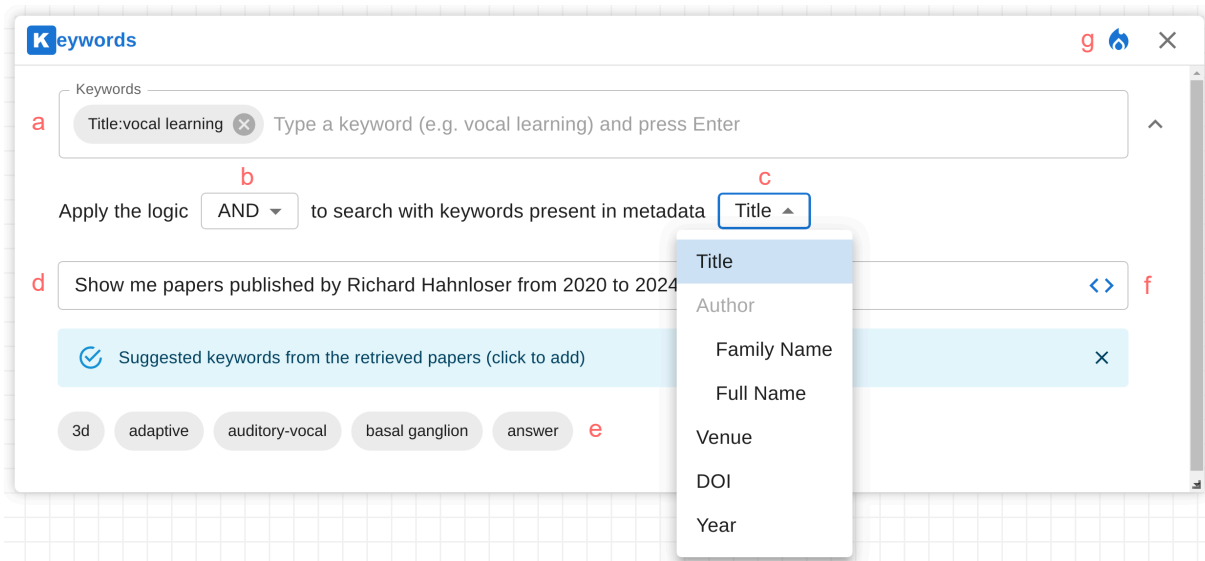 Keywords
g
Keywords
a
Title:vocal learning
Type a keyword (e.g. vocal learning) and press Enter
b
c
Apply the logic AND to search with keywords present in metadata Title
Title
d
Show me papers published by Richard Hahnloser from 2020 to 2024
f
Author
Family Name
Suggested keywords from the retrieved papers (click to add)
Full Name
3d
adaptive
auditory-vocal
basal ganglion
answer
e
Venue
DOI
Year